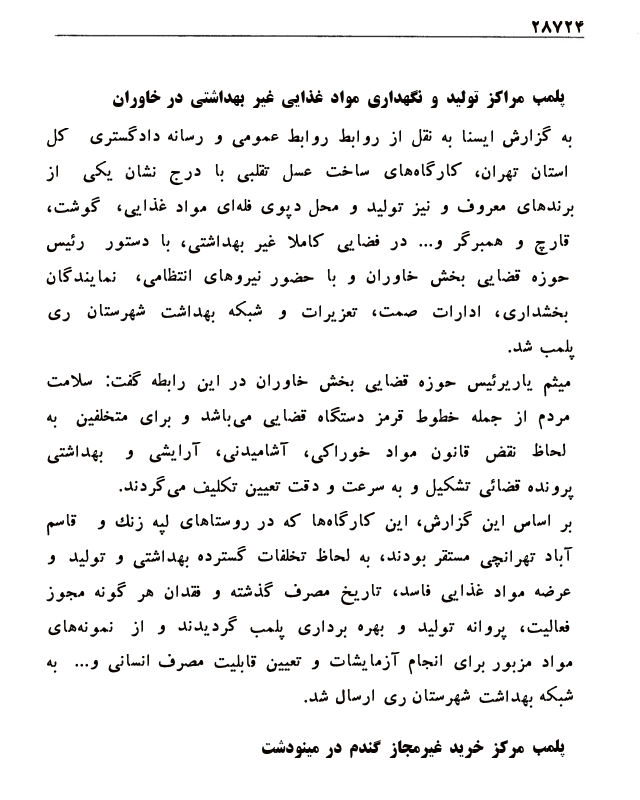 ۲۸۷۲۴
پلمب مراکز تولید و نگهداری مواد غذایی غیر بهداشتی در خاوران
به گزارش ایسنا به نقل از روابط روابط عمومی و رسانه دادگستری کل
استان تهران، کارگاه‌های ساخت عسل تقلبی با درج نشان یکی از
برندهای معروف و نیز تولید و محل دپوی فله‌ای مواد غذایی، گوشت،
قارچ و همبرگر و... در فضایی کاملا غیر بهداشتی، با دستور رئیس
حوزه قضایی بخش خاوران و با حضور نیروهای انتظامی، نمایندگان
بخشداری، ادارات صمت، تعزیرات و شبکه بهداشت شهرستان ری
پلمب شد.
میثم یاریرئیس حوزه قضایی بخش خاوران در این رابطه گفت: سلامت
مردم از جمله خطوط قرمز دستگاه قضایی می‌باشد و برای متخلفین به
لحاظ نقض قانون مواد خوراکی، آشامیدنی، آرایشی و بهداشتی
پرونده قضائی تشکیل و به سرعت و دقت تعیین تکلیف می‌گردند.
بر اساس این گزارش، این کارگاه‌ها که در روستاهای لپه زنك و قاسم
آباد تهرانچی مستقر بودند، به لحاظ تخلفات گسترده بهداشتی و تولید و
عرضه مواد غذایی فاسد، تاریخ مصرف گذشته و فقدان هر گونه مجوز
فعالیت، پروانه تولید و بهره برداری پلمب گردیدند و از نمونه‌های
مواد مزبور برای انجام آزمایشات و تعیین قابلیت مصرف انسانی و... به
شبکه بهداشت شهرستان ری ارسال شد.
پلمب مرکز خرید غیرمجاز گندم در مینودشت